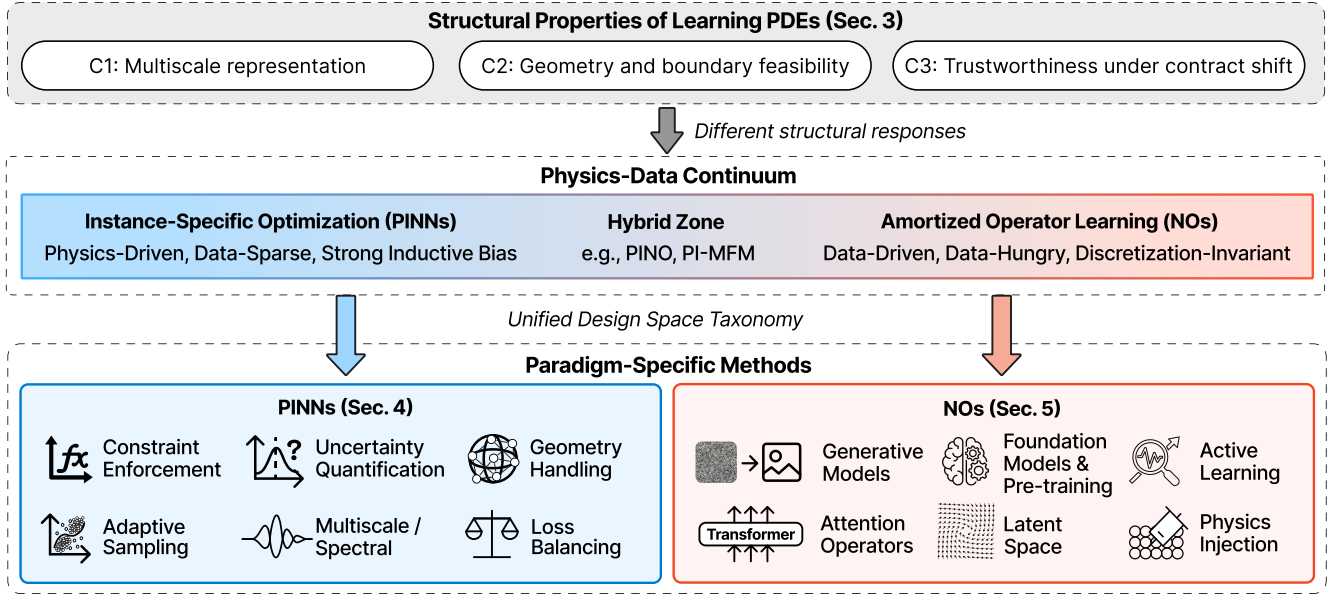 Structural Properties of Learning PDEs (Sec. 3)
C1: Multiscale representation
C2: Geometry and boundary feasibility
C3: Trustworthiness under contract shift
Different structural responses
Physics-Data Continuum
Instance-Specific Optimization (PINNs)
Physics-Driven, Data-Sparse, Strong Inductive Bias
Hybrid Zone
e.g., PINO, PI-MFM
Amortized Operator Learning (NOs)
Data-Driven, Data-Hungry, Discretization-Invariant
Unified Design Space Taxonomy
Paradigm-Specific Methods
PINNs (Sec. 4)
fx
Constraint
Enforcement
?
Uncertainty
Quantification
Geometry
Handling
Adaptive
Sampling
Multiscale /
Spectral
Loss
Balancing
NOs (Sec. 5)
Generative
Models
Foundation
Models &
Pre-training
Active
Learning
Transformer
Attention
Operators
Latent
Space
Physics
Injection